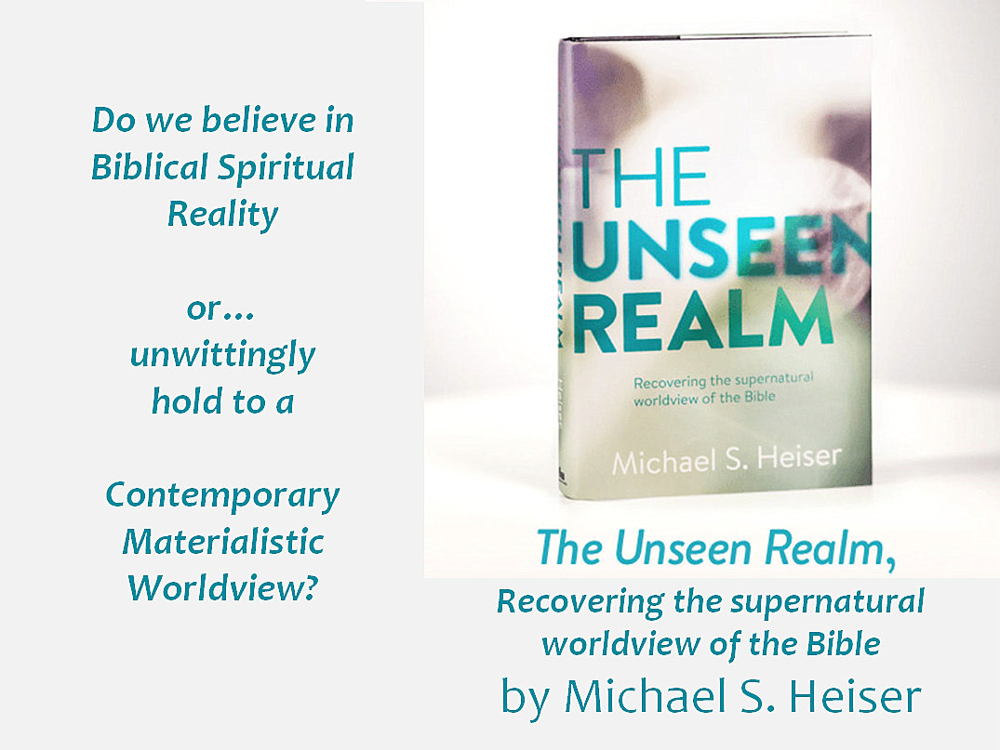 Do we believe in
Biblical Spiritual
Reality
or...
unwittingly
hold to a
Contemporary
Materialistic
Worldview?
THE
UNSEEN
REALM
Recovering the supernatural
worldview of the Bible
Michael S. Heiser
The Unseen Realm,
Recovering the supernatural
worldview of the Bible
by Michael S. Heiser